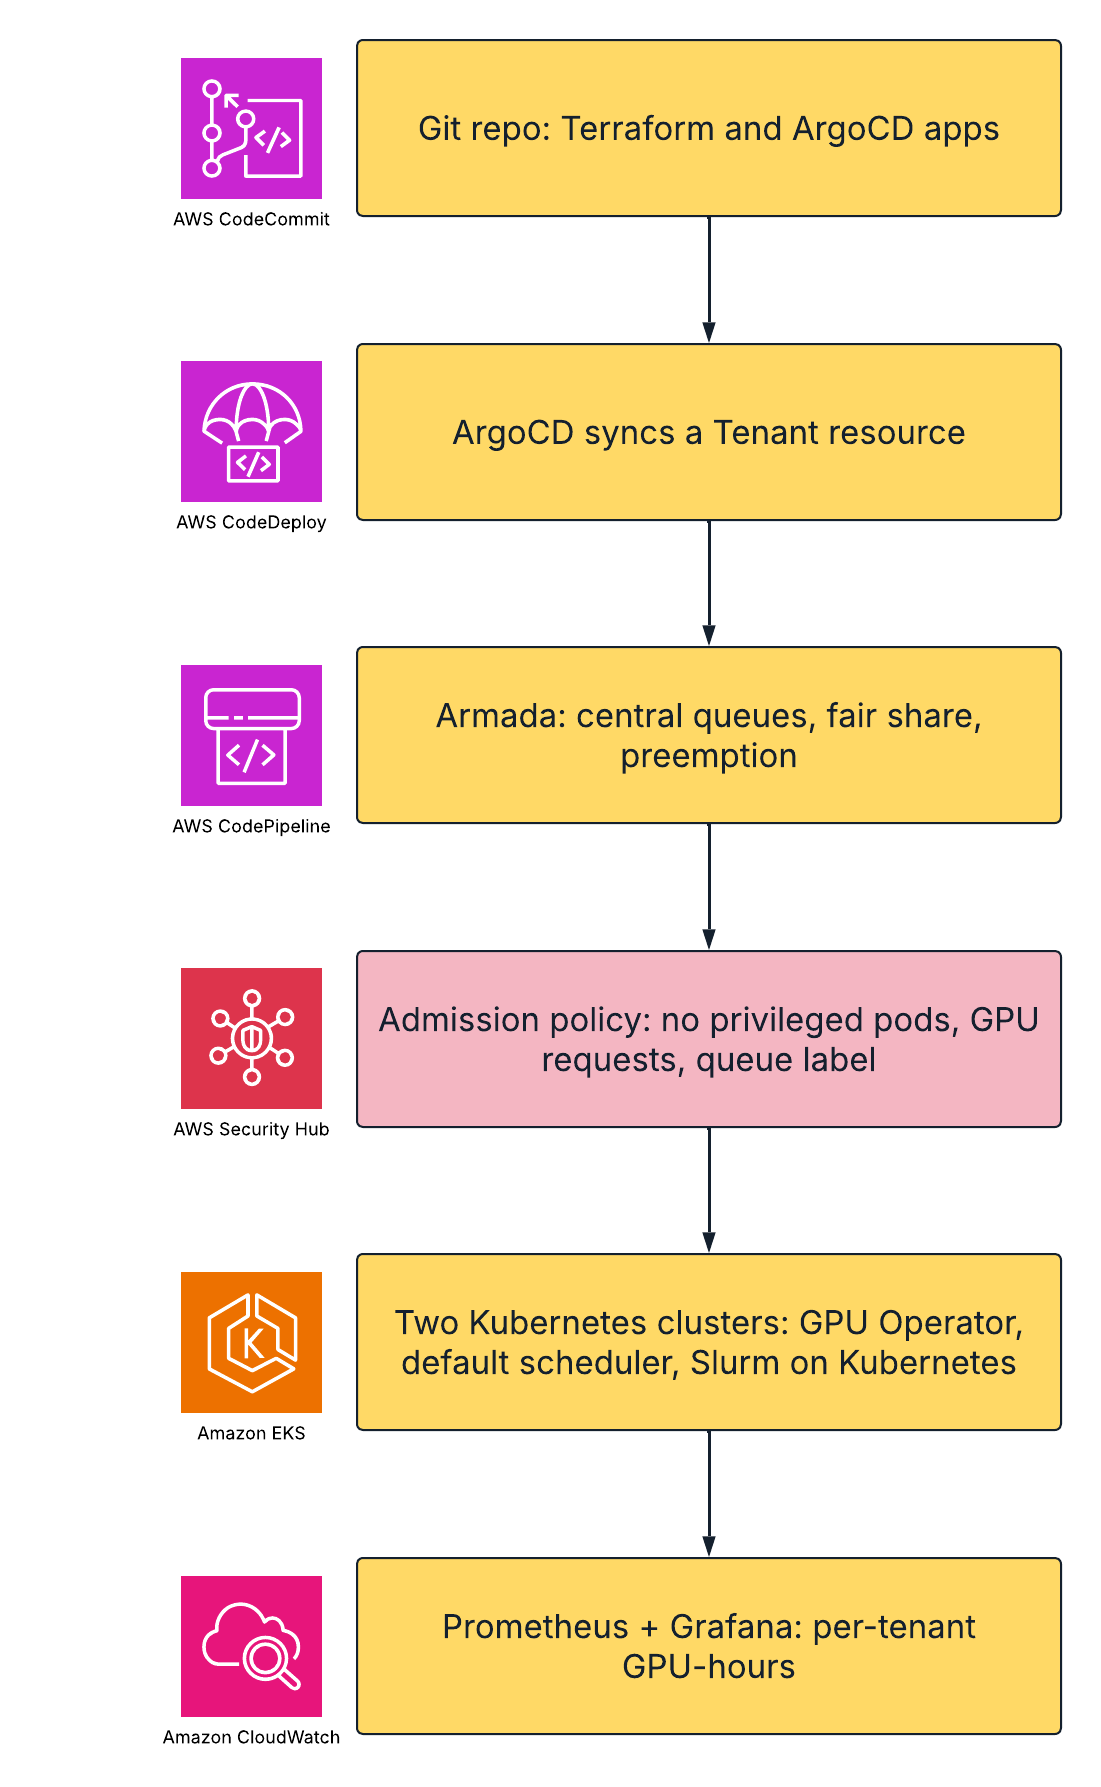 Git repo: Terraform and ArgoCD apps
AWS CodeCommit
ArgoCD syncs a Tenant resource
AWS CodeDeploy
Armada: central queues, fair share,
preemption
AWS CodePipeline
Admission policy: no privileged pods, GPU
requests, queue label
AWS Security Hub
Two Kubernetes clusters: GPU Operator,
default scheduler, Slurm on Kubernetes
K
Amazon EKS
Prometheus + Grafana: per-tenant
GPU-hours
Amazon CloudWatch